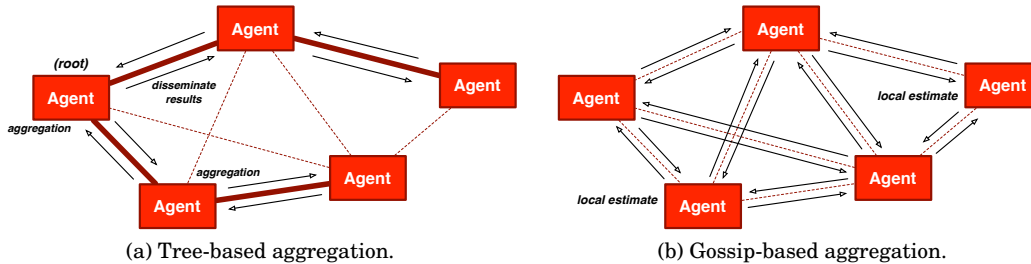 Agent
(root)
Agent
disseminate
results
Agent
aggregation
aggregation
Agent
Agent
(a) Tree-based aggregation.
Agent
Agent
Agent
local estimate
Agent
local estimate
Agent
(b) Gossip-based aggregation.